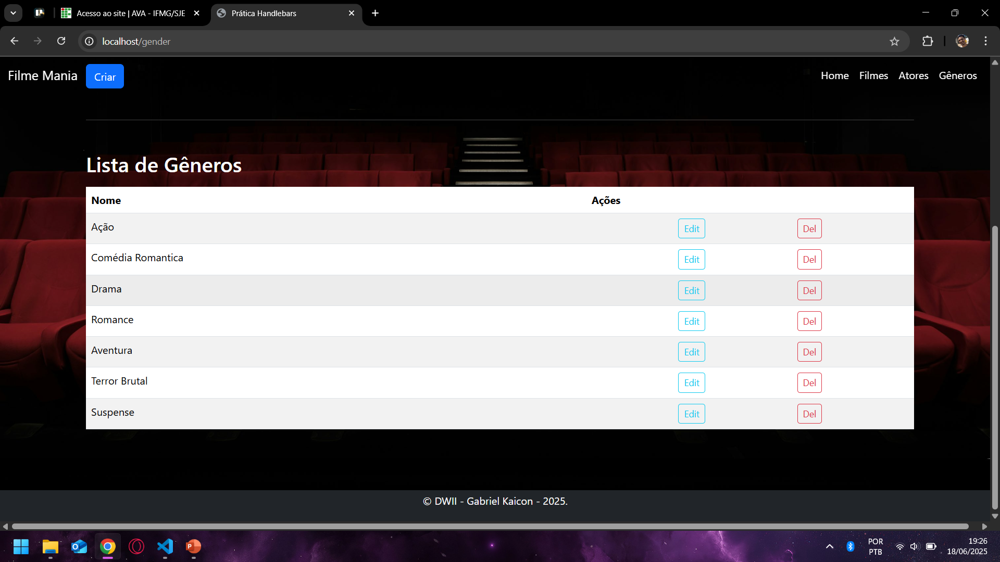 Acesso ao site | AVA - IFMG/SJE
Prática Handlebars
localhost/gender
Filme Mania
Criar
Home
Filmes
Atores
Gêneros
Lista de Gêneros
Nome
Ações
Ação
Edit
Del
Comédia Romantica
Edit
Del
Drama
Edit
Del
Romance
Edit
Del
Aventura
Edit
Del
Terror Brutal
Edit
Del
Suspense
Edit
Del
© DWII - Gabriel Kaicon - 2025.
POR
PTB
19:26
18/06/2025